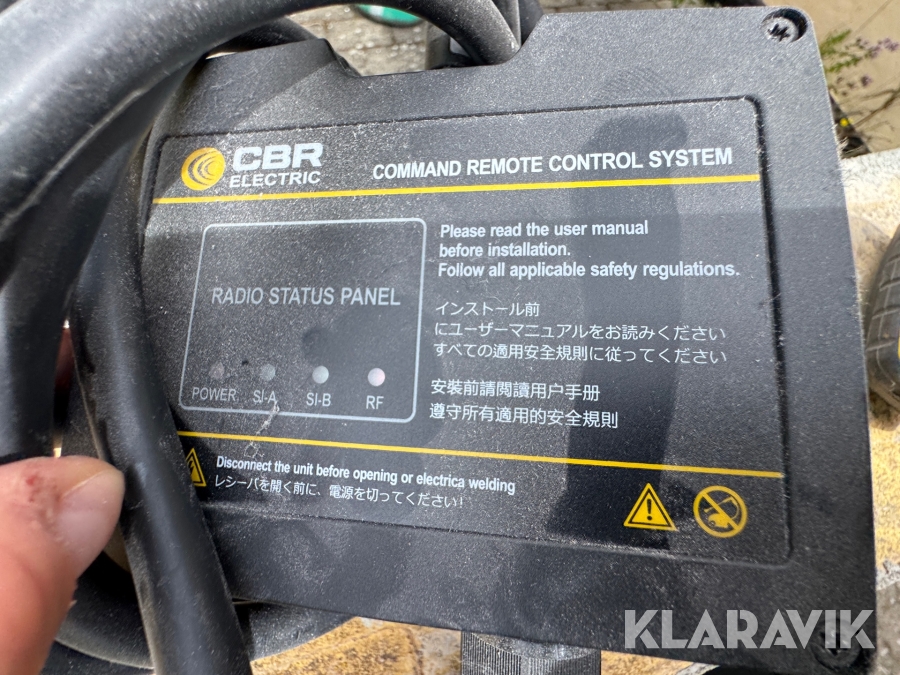 CBR
ELECTRIC
COMMAND REMOTE CONTROL SYSTEM
Please read the user manual
before installation.
Follow all applicable safety regulations.
RADIO STATUS PANEL
POWER SI-A SI-B RF
インストール前
にユーザーマニュアルをお読みください
すべての適用安全規則に従ってください
安裝前請閱讀用户手册
遵守所有適用的安全規則
Disconnect the unit before opening or electrica welding
レシーバを開く前に、電源を切ってください!
KLARAVIK